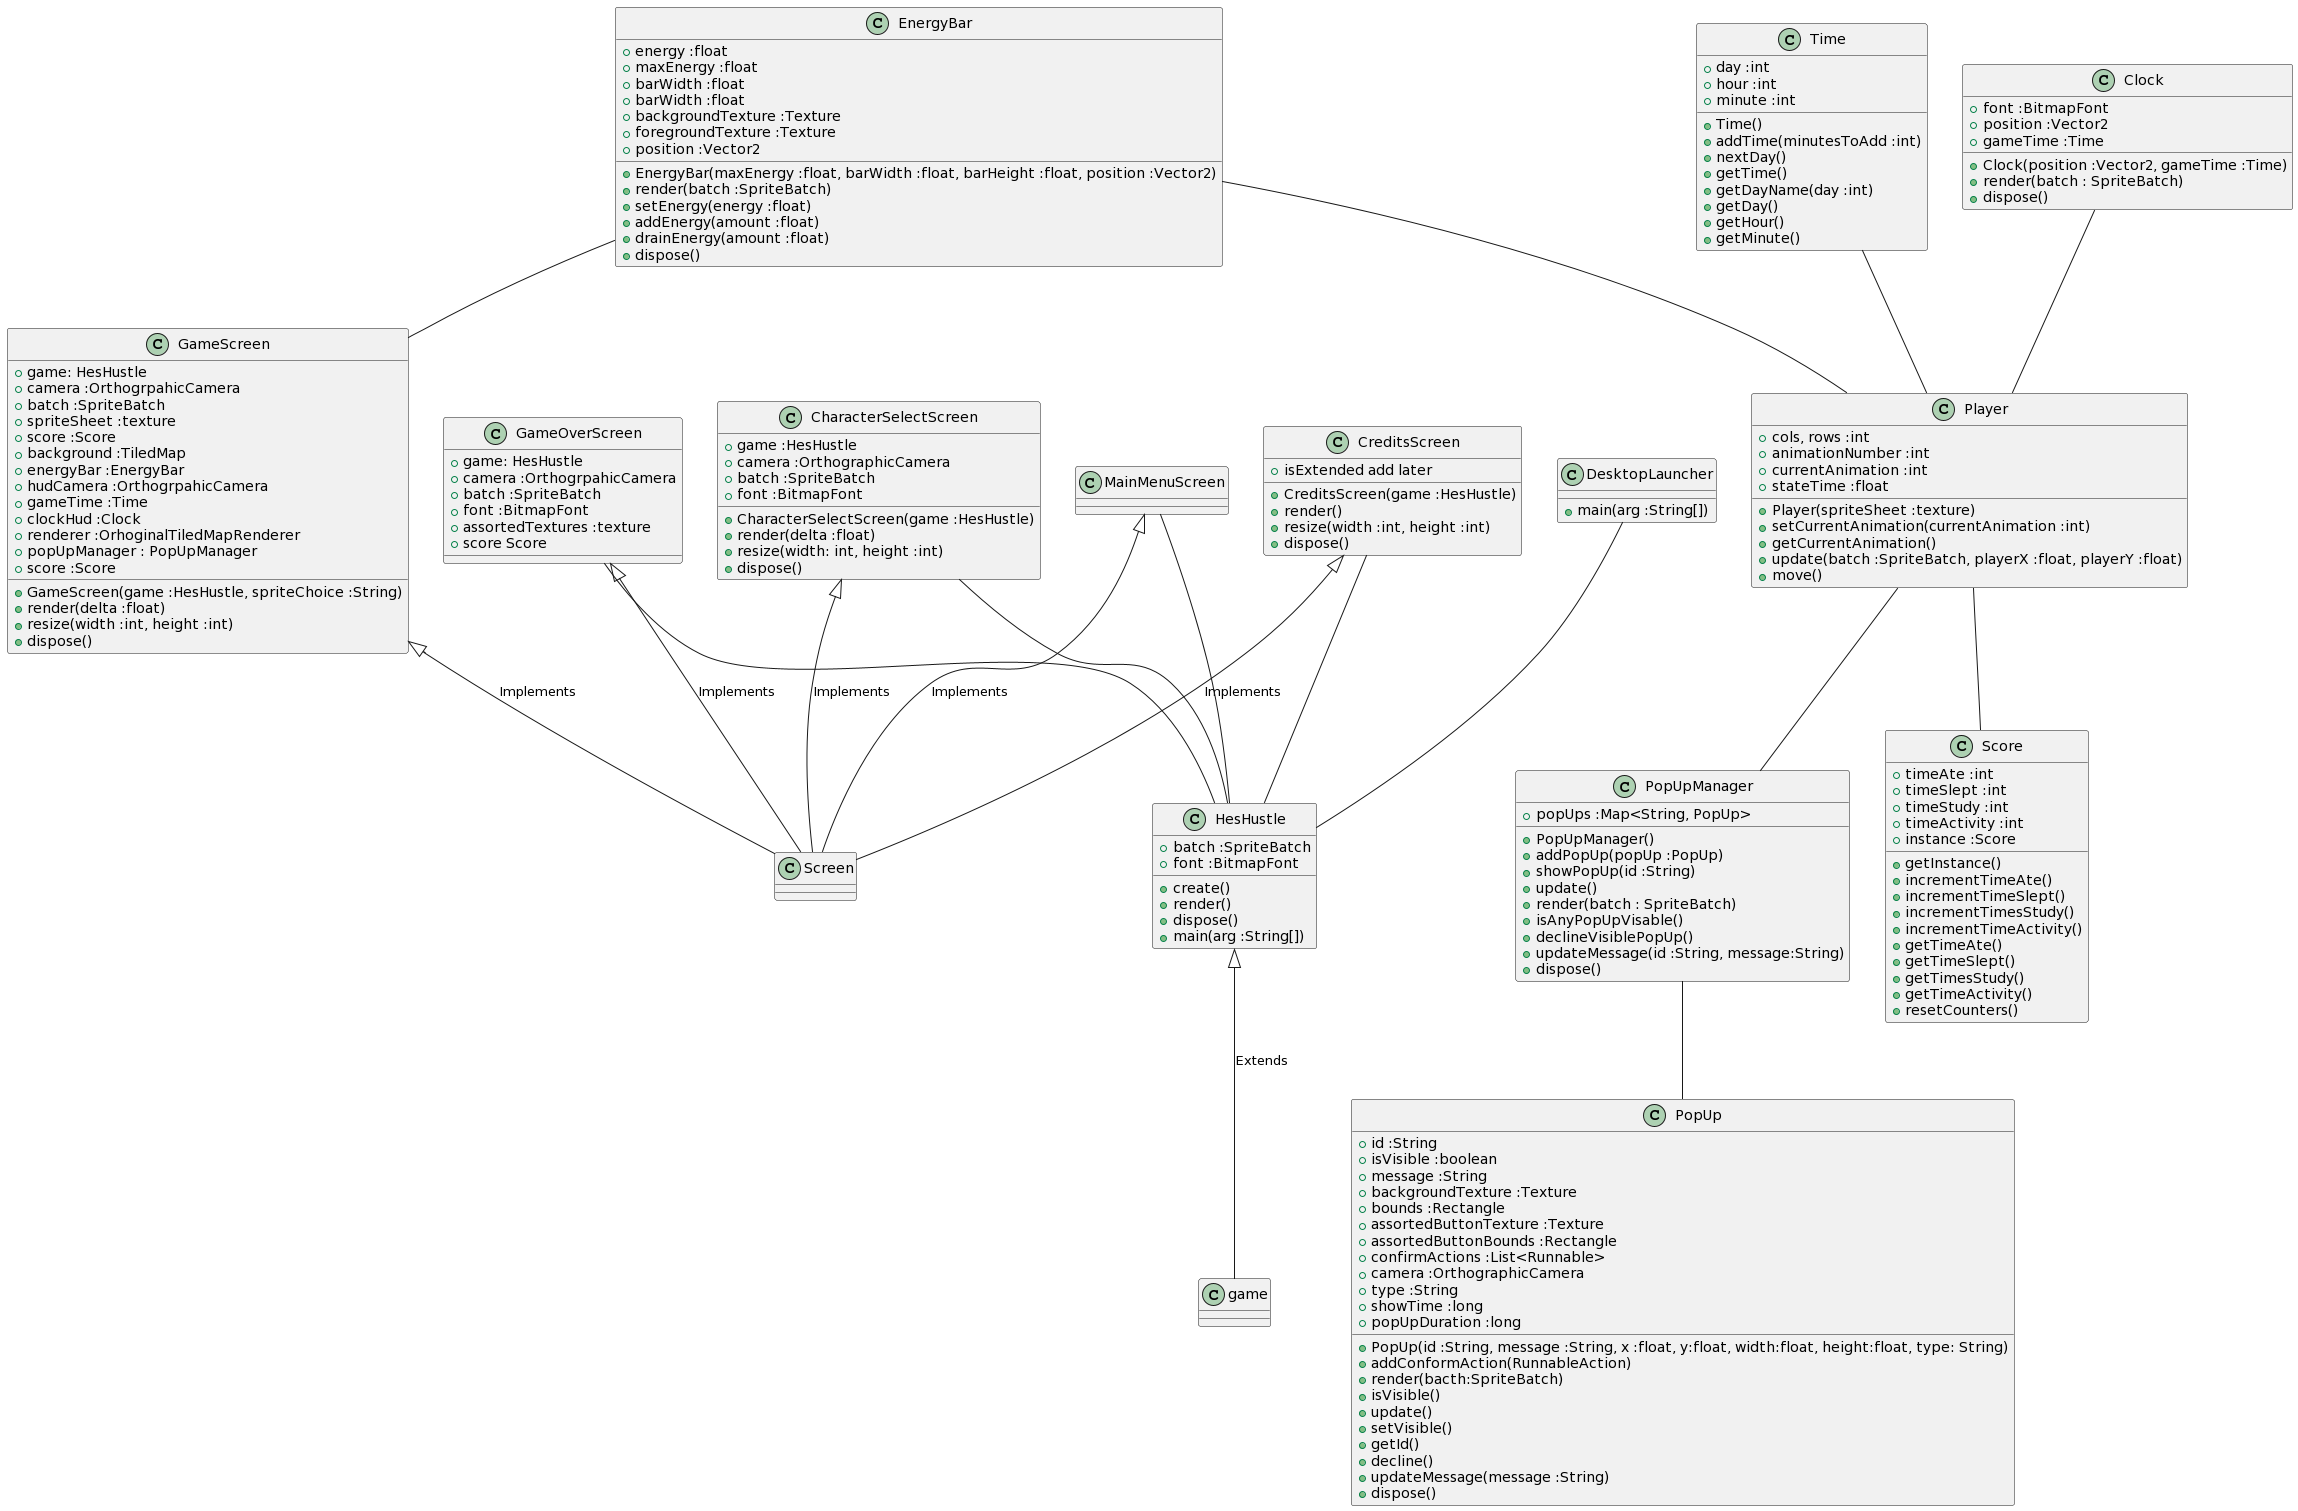 C EnergyBar
energy :float
maxEnergy :float
barWidth :float
barWidth :float
backgroundTexture :Texture
foregroundTexture :Texture
position :Vector2
EnergyBar(maxEnergy :float, barWidth :float, barHeight :float, position :Vector2)
render(batch :SpriteBatch)
setEnergy(energy :float)
addEnergy(amount :float)
drainEnergy(amount :float)
dispose()
C Time
day :int
hour :int
minute :int
Time()
addTime(minutesToAdd :int)
nextDay()
getTime()
getDayName(day :int)
getDay()
getHour()
getMinute()
C Clock
font :BitmapFont
position :Vector2
gameTime :Time
Clock(position :Vector2, gameTime :Time)
render(batch : SpriteBatch)
dispose()
C GameScreen
game: HesHustle
camera :OrthogrpahicCamera
batch :SpriteBatch
spriteSheet :texture
score :Score
background :TiledMap
energyBar :EnergyBar
hudCamera :OrthogrpahicCamera
gameTime :Time
clockHud :Clock
renderer :OrhoginalTiledMapRenderer
popUpManager : PopUpManager
score :Score
GameScreen(game :HesHustle, spriteChoice :String)
render(delta :float)
resize(width :int, height :int)
dispose()
C GameOverScreen
game: HesHustle
camera :OrthogrpahicCamera
batch :SpriteBatch
font :BitmapFont
assortedTextures :texture
score Score
C CharacterSelectScreen
game :HesHustle
camera :OrthographicCamera
batch :SpriteBatch
font :BitmapFont
CharacterSelectScreen(game :HesHustle)
render(delta :float)
resize(width: int, height :int)
dispose()
C MainMenuScreen
C CreditsScreen
isExtended add later
CreditsScreen(game :HesHustle)
render()
resize(width :int, height :int)
dispose()
C DesktopLauncher
main(arg :String[])
C Player
cols, rows :int
animationNumber :int
currentAnimation :int
stateTime :float
Player(spriteSheet :texture)
setCurrentAnimation(currentAnimation :int)
getCurrentAnimation()
update(batch :SpriteBatch, playerX :float, playerY :float)
move()
Implements
Implements
Implements
Implements
Implements
C Screen
C HesHustle
batch :SpriteBatch
font :BitmapFont
create()
render()
dispose()
main(arg :String[])
C PopUpManager
popUps :Map<String, PopUp>
PopUpManager()
addPopUp(popUp :PopUp)
showPopUp(id :String)
update()
render(batch : SpriteBatch)
isAnyPopUpVisable()
declineVisiblePopUp()
updateMessage(id :String, message:String)
dispose()
C Score
timeAte :int
timeSlept :int
timeStudy :int
timeActivity :int
instance :Score
getInstance()
incrementTimeAte()
incrementTimeSlept()
incrementTimesStudy()
incrementTimeActivity()
getTimeAte()
getTimeSlept()
getTimesStudy()
getTimeActivity()
resetCounters()
Extends
C game
C PopUp
id :String
isVisible :boolean
message :String
backgroundTexture :Texture
bounds :Rectangle
assortedButtonTexture :Texture
assortedButtonBounds :Rectangle
confirmActions :List<Runnable>
camera :OrthographicCamera
type :String
showTime :long
popUpDuration :long
PopUp(id :String, message :String, x :float, y:float, width:float, height:float, type: String)
addConformAction(RunnableAction)
render(bacth:SpriteBatch)
isVisible()
update()
setVisible()
getId()
decline()
updateMessage(message :String)
dispose()